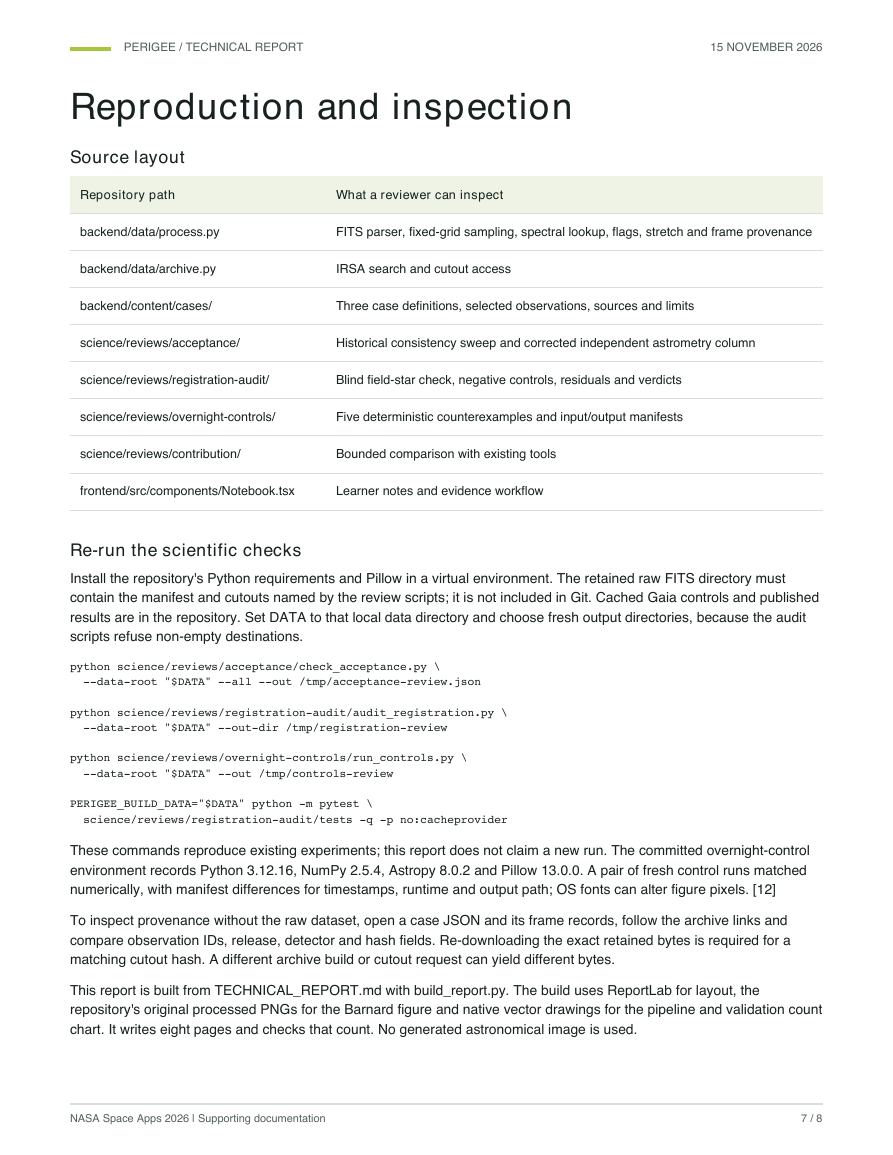 PERIGEE / TECHNICAL REPORT 15 NOVEMBER 2026
Reproduction and inspection
Source layout
Repository path What a reviewer can inspect
backend/data/process.py FITS parser, fixed-grid sampling, spectral lookup, flags, stretch and frame provenance
backend/data/archive.py IRSA search and cutout access
backend/content/cases/ Three case definitions, selected observations, sources and limits
science/reviews/acceptance/ Historical consistency sweep and corrected independent astrometry column
science/reviews/registration-audit/ Blind field-star check, negative controls, residuals and verdicts
science/reviews/overnight-controls/ Five deterministic counterexamples and input/output manifests
science/reviews/contribution/ Bounded comparison with existing tools
frontend/src/components/Notebook.tsx Learner notes and evidence workflow
Re-run the scientific checks
Install the repository's Python requirements and Pillow in a virtual environment. The retained raw FITS directory must
contain the manifest and cutouts named by the review scripts; it is not included in Git. Cached Gaia controls and published
results are in the repository. Set DATA to that local data directory and choose fresh output directories, because the audit
scripts refuse non-empty destinations.
python science/reviews/acceptance/check_acceptance.py \
--data-root "$DATA" --all --out /tmp/acceptance-review.json
python science/reviews/registration-audit/audit_registration.py \
--data-root "$DATA" --out-dir /tmp/registration-review
python science/reviews/overnight-controls/run_controls.py \
--data-root "$DATA" --out /tmp/controls-review
PERIGEE_BUILD_DATA="$DATA" python -m pytest \
science/reviews/registration-audit/tests -q -p no:cacheprovider
These commands reproduce existing experiments; this report does not claim a new run. The committed overnight-control
environment records Python 3.12.16, NumPy 2.5.4, Astropy 8.0.2 and Pillow 13.0.0. A pair of fresh control runs matched
numerically, with manifest differences for timestamps, runtime and output path; OS fonts can alter figure pixels. [12]
To inspect provenance without the raw dataset, open a case JSON and its frame records, follow the archive links and
compare observation IDs, release, detector and hash fields. Re-downloading the exact retained bytes is required for a
matching cutout hash. A different archive build or cutout request can yield different bytes.
This report is built from TECHNICAL_REPORT.md with build_report.py. The build uses ReportLab for layout, the
repository's original processed PNGs for the Barnard figure and native vector drawings for the pipeline and validation count
chart. It writes eight pages and checks that count. No generated astronomical image is used.
NASA Space Apps 2026 | Supporting documentation 7 / 8